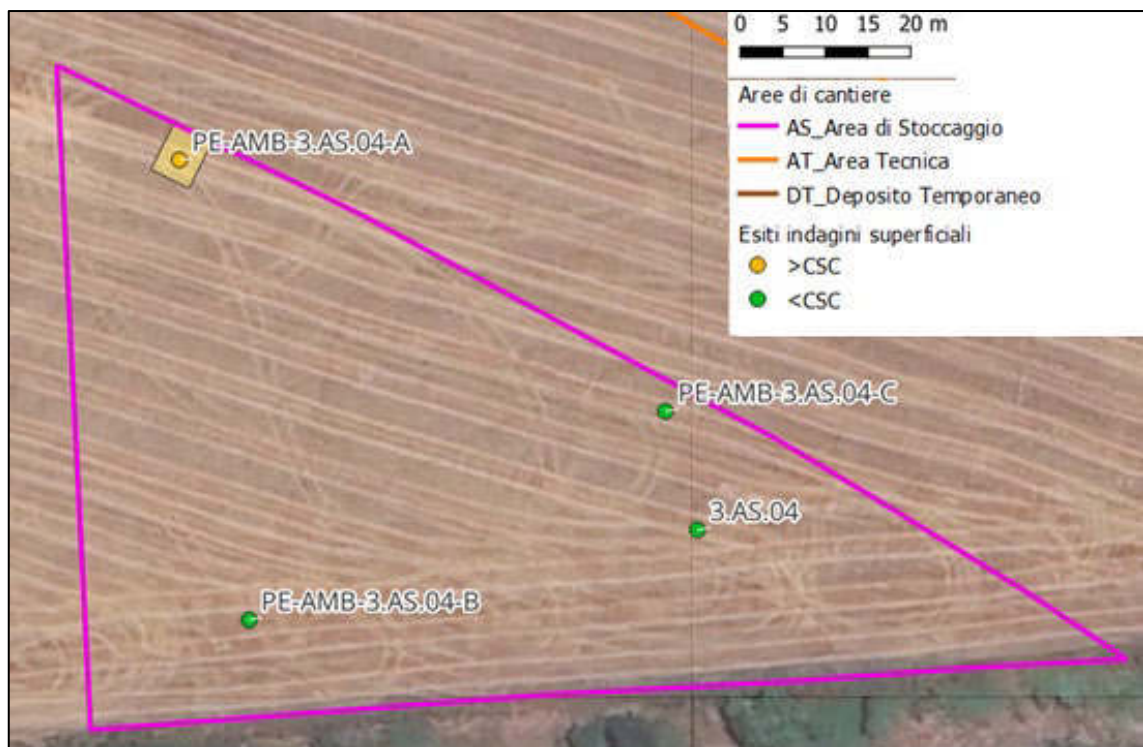 0 5 10 15 20 m
Aree di cantiere
AS_Area di Stoccaggio
AT_Area Tecnica
DT_Deposito Temporaneo
Esiti indagini superficiali
>CSC
<CSC
PE-AMB-3.AS.04-A
PE-AMB-3.AS.04-C
3.AS.04
PE-AMB-3.AS.04-B